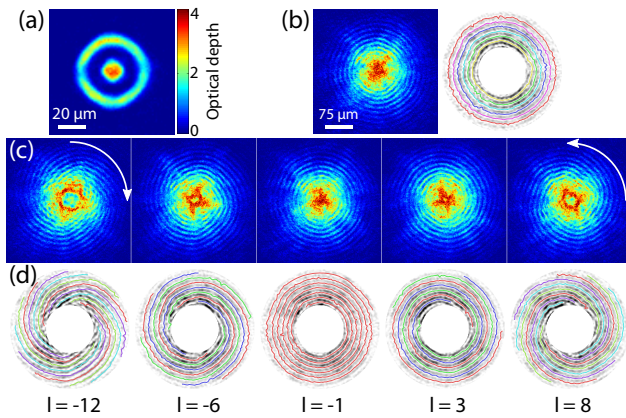 (a)
4
2
0
Optical depth
20 μm
(b)
75 μm
(c)
(d)
l = -12
l = -6
l = -1
l = 3
l = 8